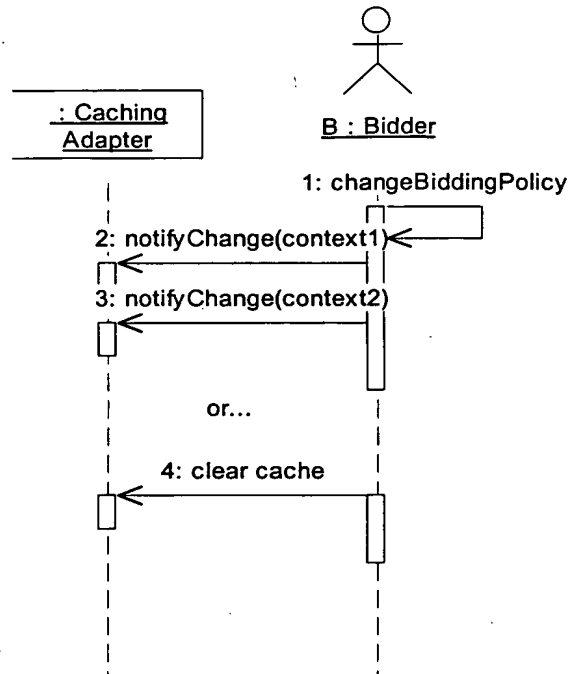 : Caching
Adapter
B : Bidder
1: changeBiddingPolicy
2: notifyChange(context1)
3: notifyChange(context2)
or...
4: clear cache